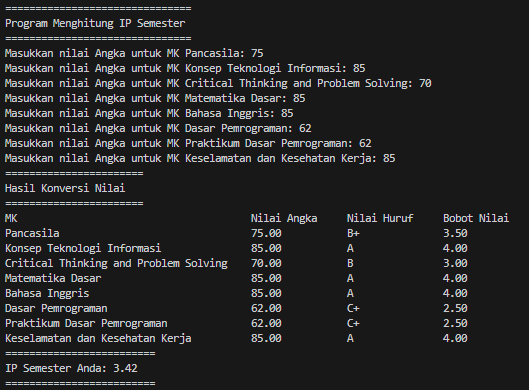 ===============================
Program Menghitung IP Semester
===============================
Masukkan nilai Angka untuk MK Pancasila: 75
Masukkan nilai Angka untuk MK Konsep Teknologi Informasi: 85
Masukkan nilai Angka untuk MK Critical Thinking and Problem Solving: 70
Masukkan nilai Angka untuk MK Matematika Dasar: 85
Masukkan nilai Angka untuk MK Bahasa Inggris: 85
Masukkan nilai Angka untuk MK Dasar Pemrograman: 62
Masukkan nilai Angka untuk MK Praktikum Dasar Pemrograman: 62
Masukkan nilai Angka untuk MK Keselamatan dan Kesehatan Kerja: 85
=======================
Hasil Konversi Nilai
=======================
MK Nilai Angka Nilai Huruf Bobot Nilai
Pancasila 75.00 B+ 3.50
Konsep Teknologi Informasi 85.00 A 4.00
Critical Thinking and Problem Solving 70.00 B 3.00
Matematika Dasar 85.00 A 4.00
Bahasa Inggris 85.00 A 4.00
Dasar Pemrograman 62.00 C+ 2.50
Praktikum Dasar Pemrograman 62.00 C+ 2.50
Keselamatan dan Kesehatan Kerja 85.00 A 4.00
=========================
IP Semester Anda: 3.42
=========================